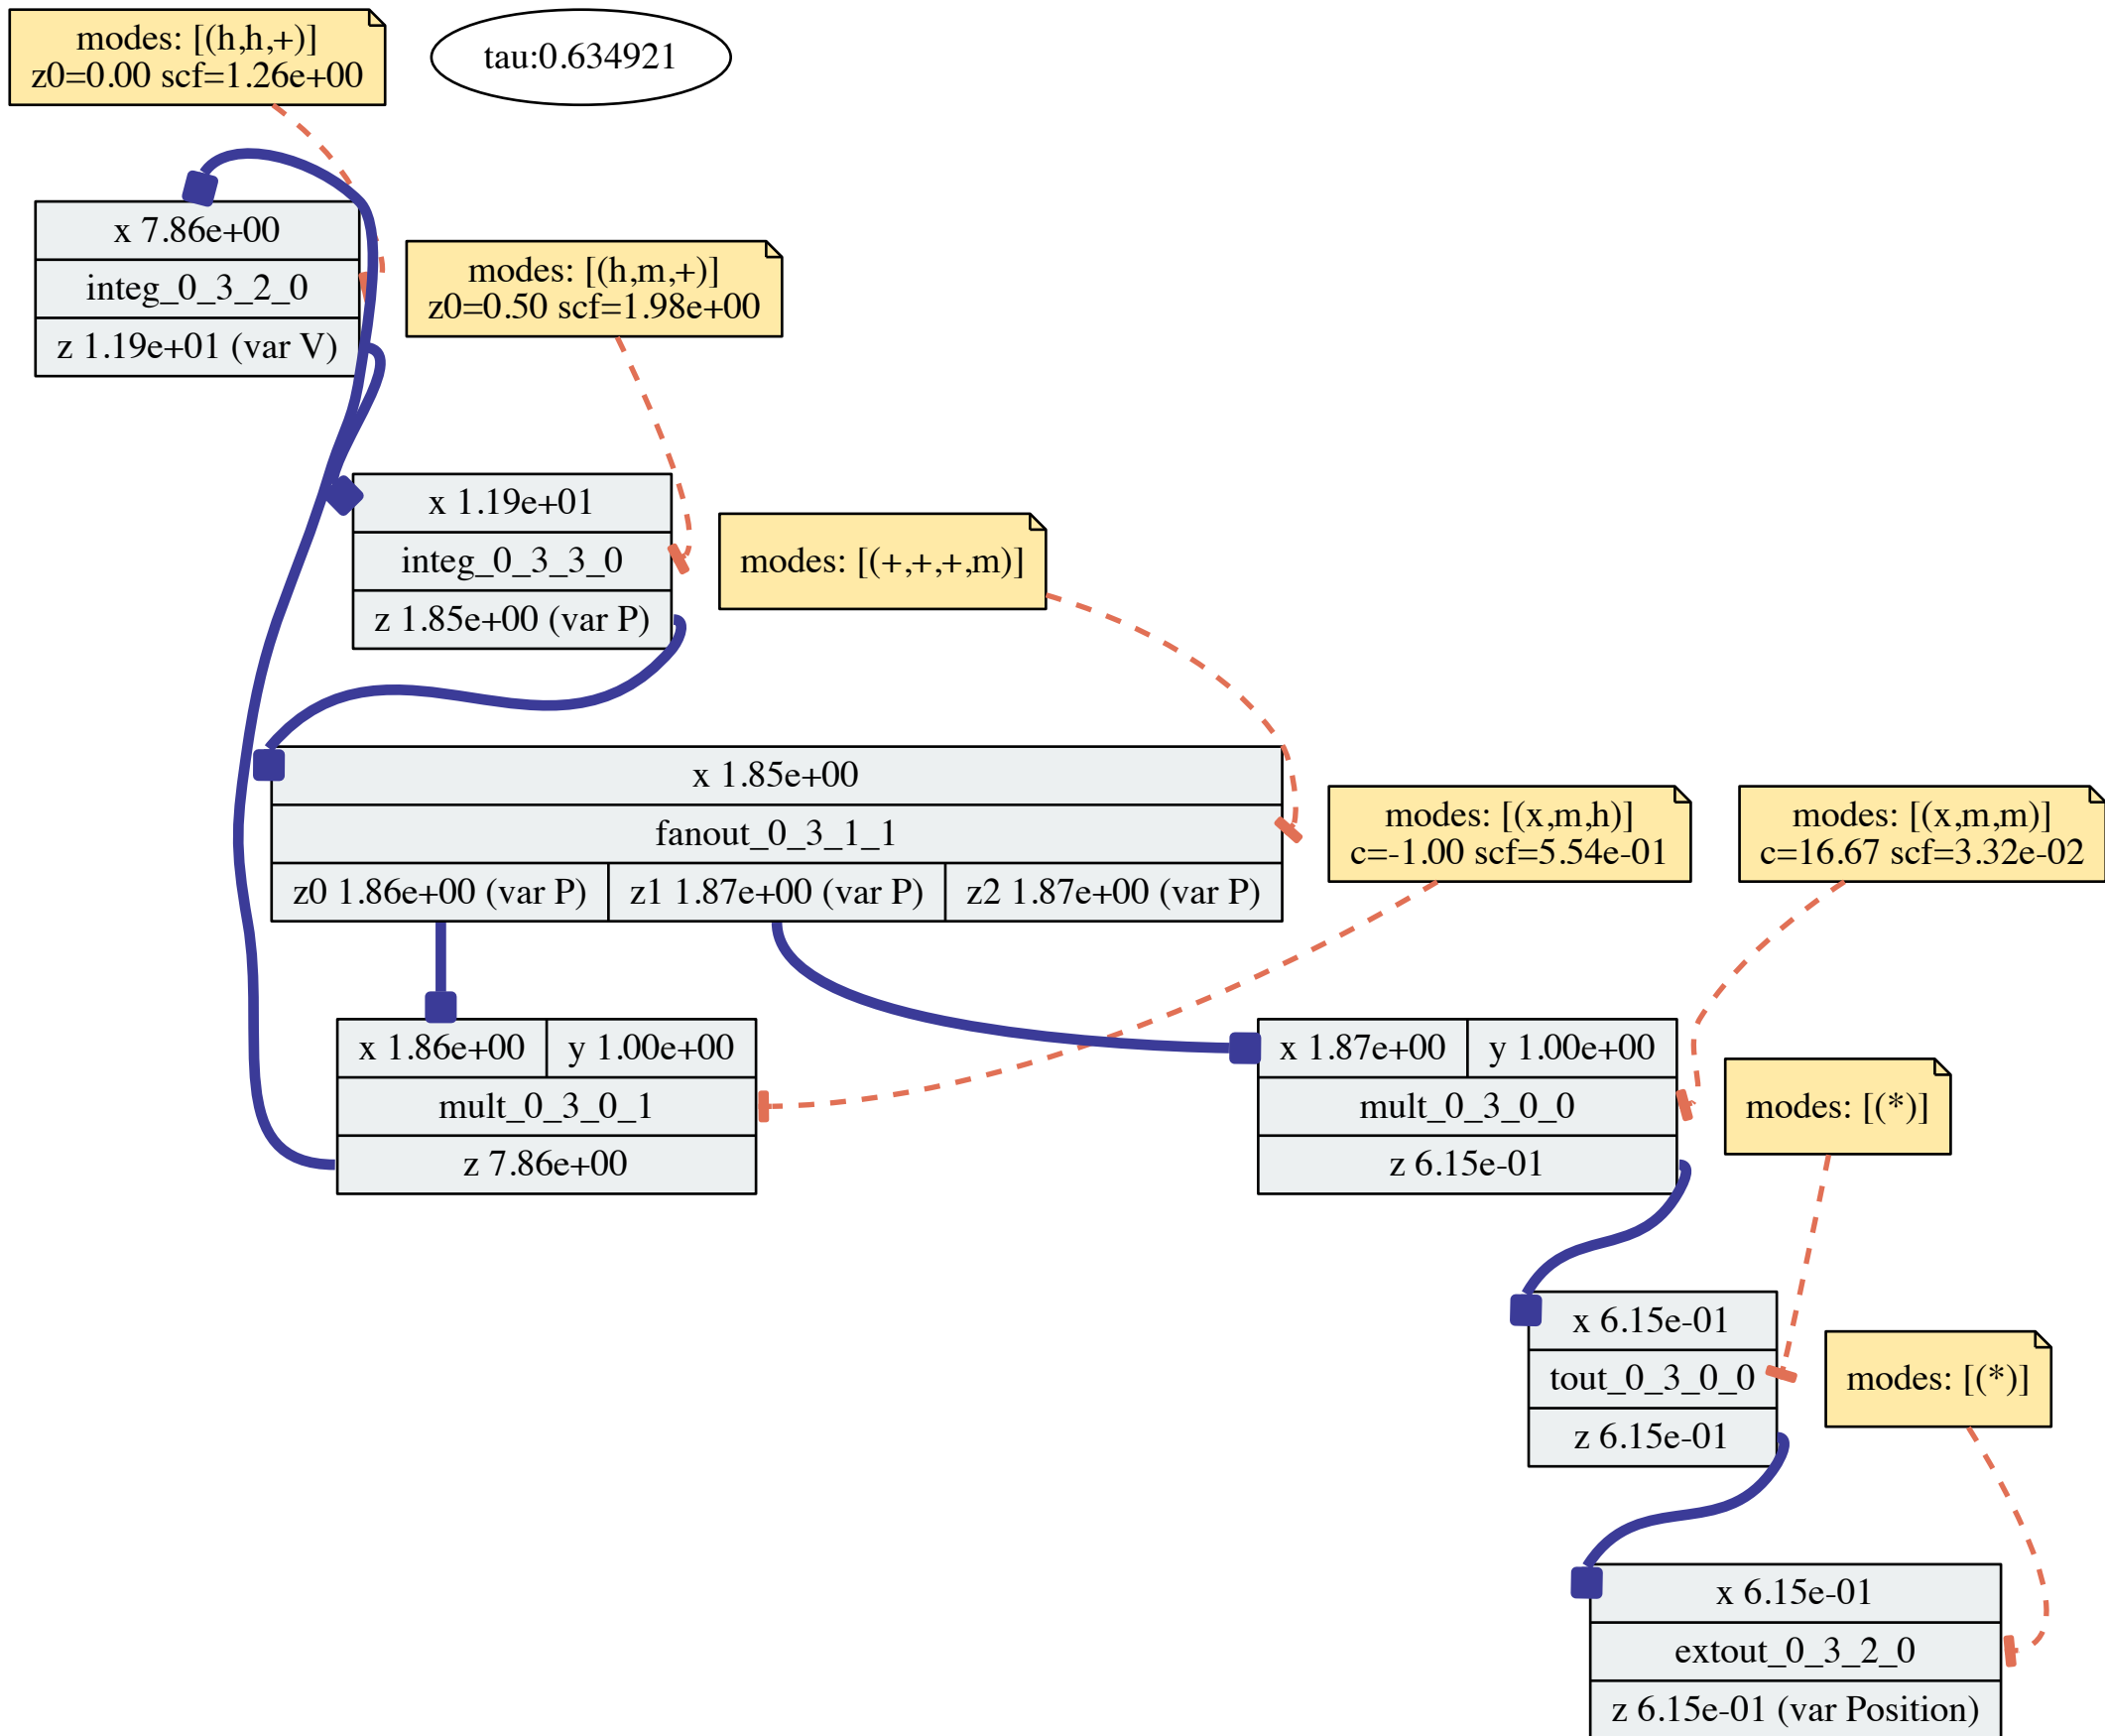 modes: [(h,h,+)]
z0=0.00 scf=1.26e+00
tau:0.634921
x 7.86e+00
integ_0_3_2_0
z 1.19e+01 (var V)
modes: [(h,m,+)]
z0=0.50 scf=1.98e+00
x 1.19e+01
integ_0_3_3_0
z 1.85e+00 (var P)
modes: [(+,+,+,m)]
x 1.85e+00
fanout_0_3_1_1
z0 1.86e+00 (var P)
z1 1.87e+00 (var P)
z2 1.87e+00 (var P)
modes: [(x,m,h)]
c=-1.00 scf=5.54e-01
modes: [(x,m,m)]
c=16.67 scf=3.32e-02
x 1.86e+00
y 1.00e+00
mult_0_3_0_1
z 7.86e+00
x 1.87e+00
y 1.00e+00
mult_0_3_0_0
z 6.15e-01
modes: [(*)]
x 6.15e-01
tout_0_3_0_0
z 6.15e-01
modes: [(*)]
x 6.15e-01
extout_0_3_2_0
z 6.15e-01 (var Position)